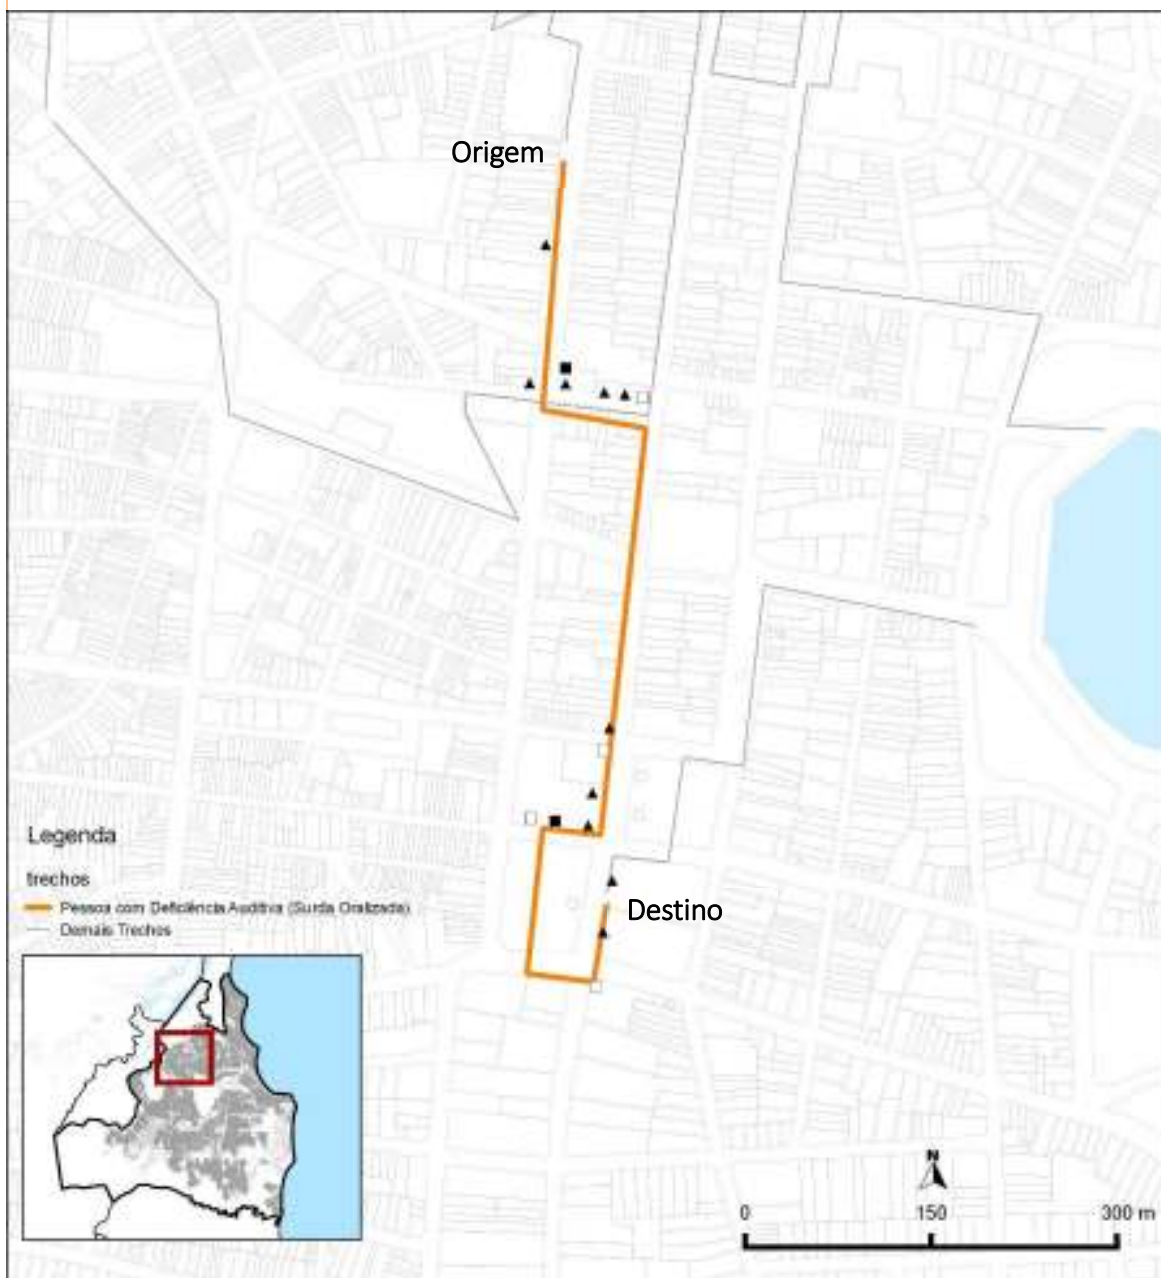 Origem
Destino
Legenda
trechos
Pessoa com Deficiência Auditiva (Surda Oralizada)
Demais Trechos
N
0 150 300 m